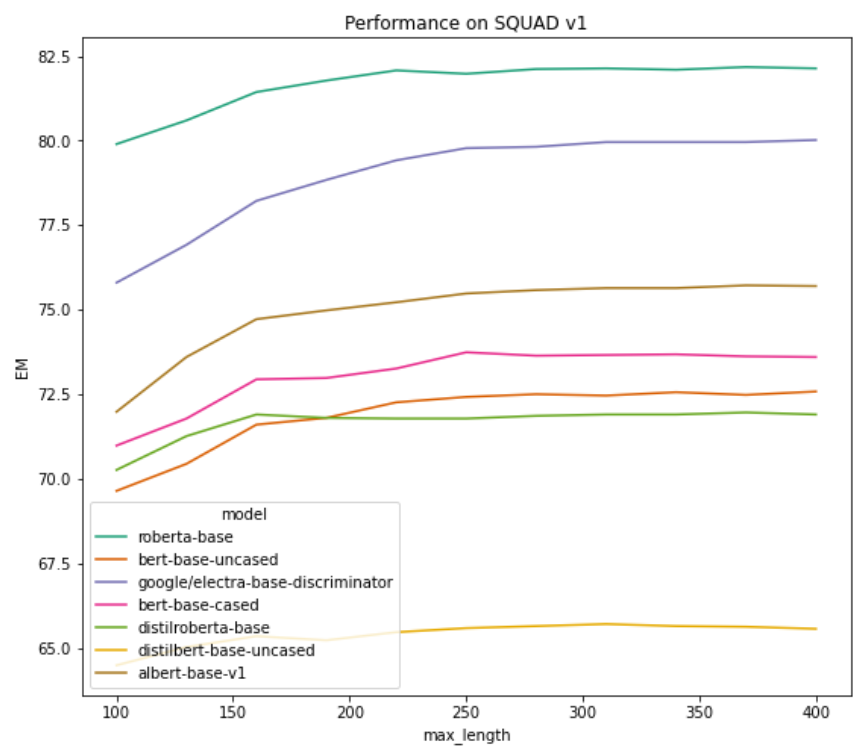 Performance on SQUAD v1
82.5
80.0
77.5
75.0
72.5
70.0
67.5
65.0
EM
model
roberta-base
bert-base-uncased
google/electra-base-discriminator
bert-base-cased
distilroberta-base
distilbert-base-uncased
albert-base-v1
100 150 200 250 300 350 400
max_length